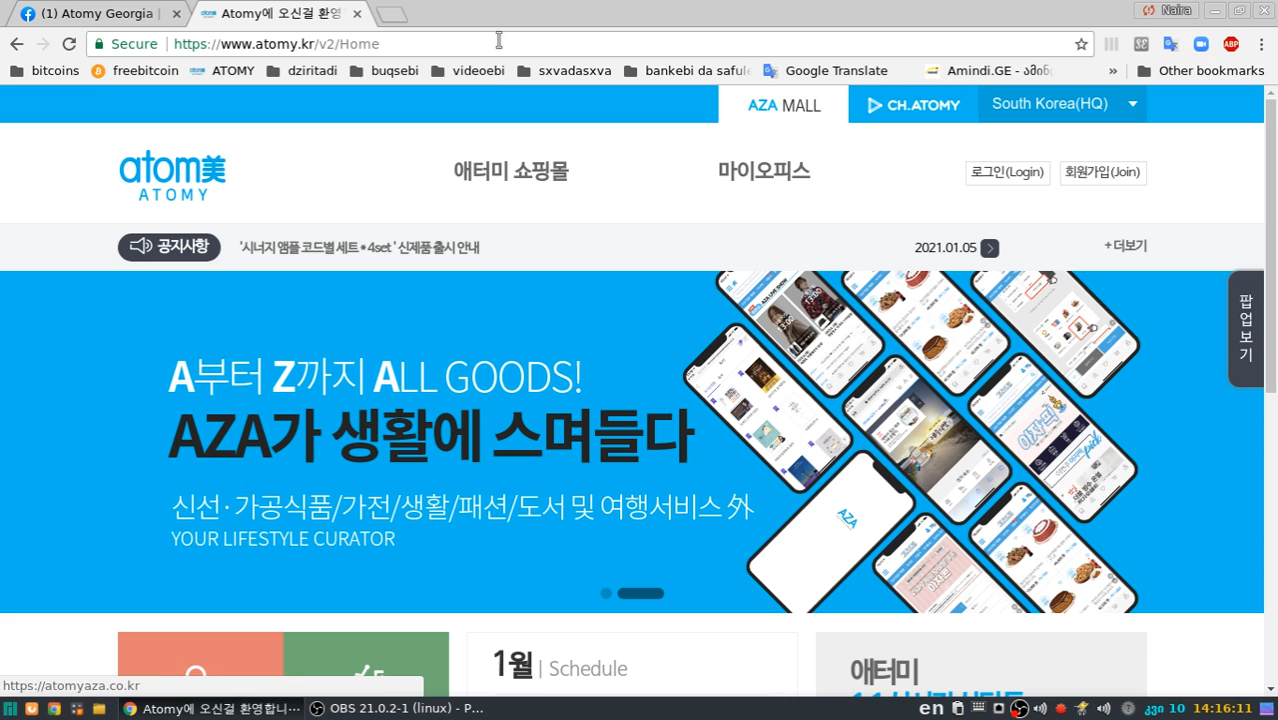 (1) Atomy Georgia |
Atomy에 오신걸 환영
Naira
Secure
https://www.atomy.kr/v2/Home
ABP
bitcoins
freebitcoin
ATOMY
dziritadi
buqsebi
videoebi
sxvadasxva
bankebi da safule
Google Translate
Amindi.GE - ამინდ
»
Other bookmarks
AZA MALL
CH.ATOMY
South Korea(HQ)
atom美
ATOMY
애터미 쇼핑몰
마이오피스
로그인(Login)
회원가입(Join)
공지사항
'시너지 앰플 코드별 세트 * 4set ' 신제품 출시 안내
2021.01.05
+ 더보기
팝업보기
A부터 Z까지 ALL GOODS!
AZA가 생활에 스며들다
신선·가공식품/가전/생활/패션/도서 및 여행서비스 外
YOUR LIFESTYLE CURATOR
AZA
1월 | Schedule
애터미
https://atomyaza.co.kr
Atomy에 오신걸 환영합니…
OBS 21.0.2-1 (linux) - P…
en
კვი 10
14:16:11